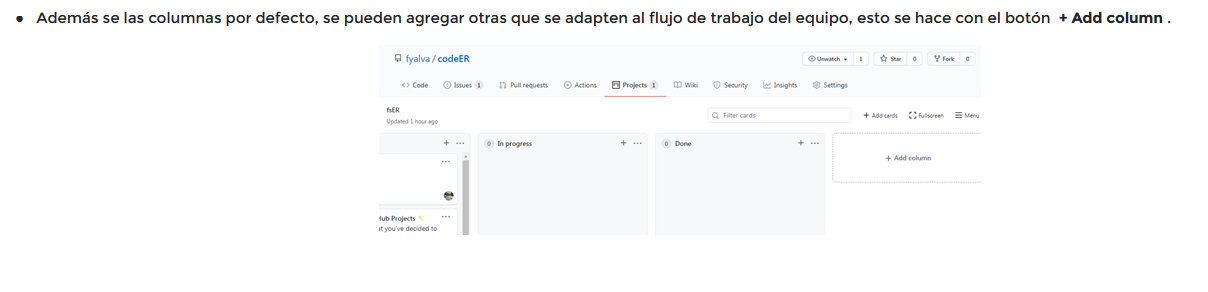 Además se las columnas por defecto, se pueden agregar otras que se adapten al flujo de trabajo del equipo, esto se hace con el botón + Add column .
fyalva / codeER
Unwatch 1 Star 0 Fork 0
Code Issues 1 Pull requests Actions Projects 1 Wiki Security Insights Settings
fsER
Updated 1 hour ago
Filter cards
+ Add cards Fullscreen Menu
+ ... 0 In progress + ... 0 Done + ...
+ Add column
...
Hub Projects ...
t you've decided to